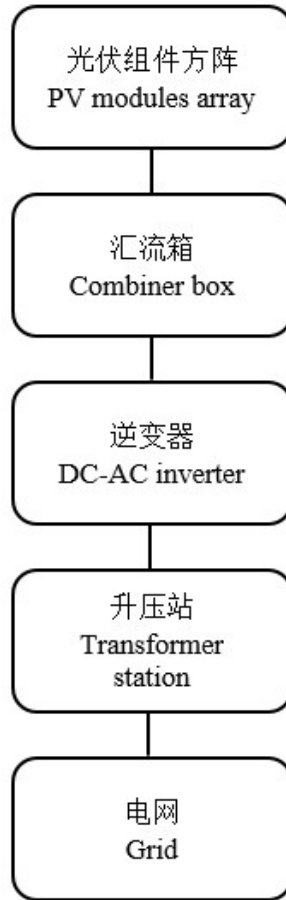 光伏组件方阵
PV modules array
汇流箱
Combiner box
逆变器
DC-AC inverter
升压站
Transformer
station
电网
Grid